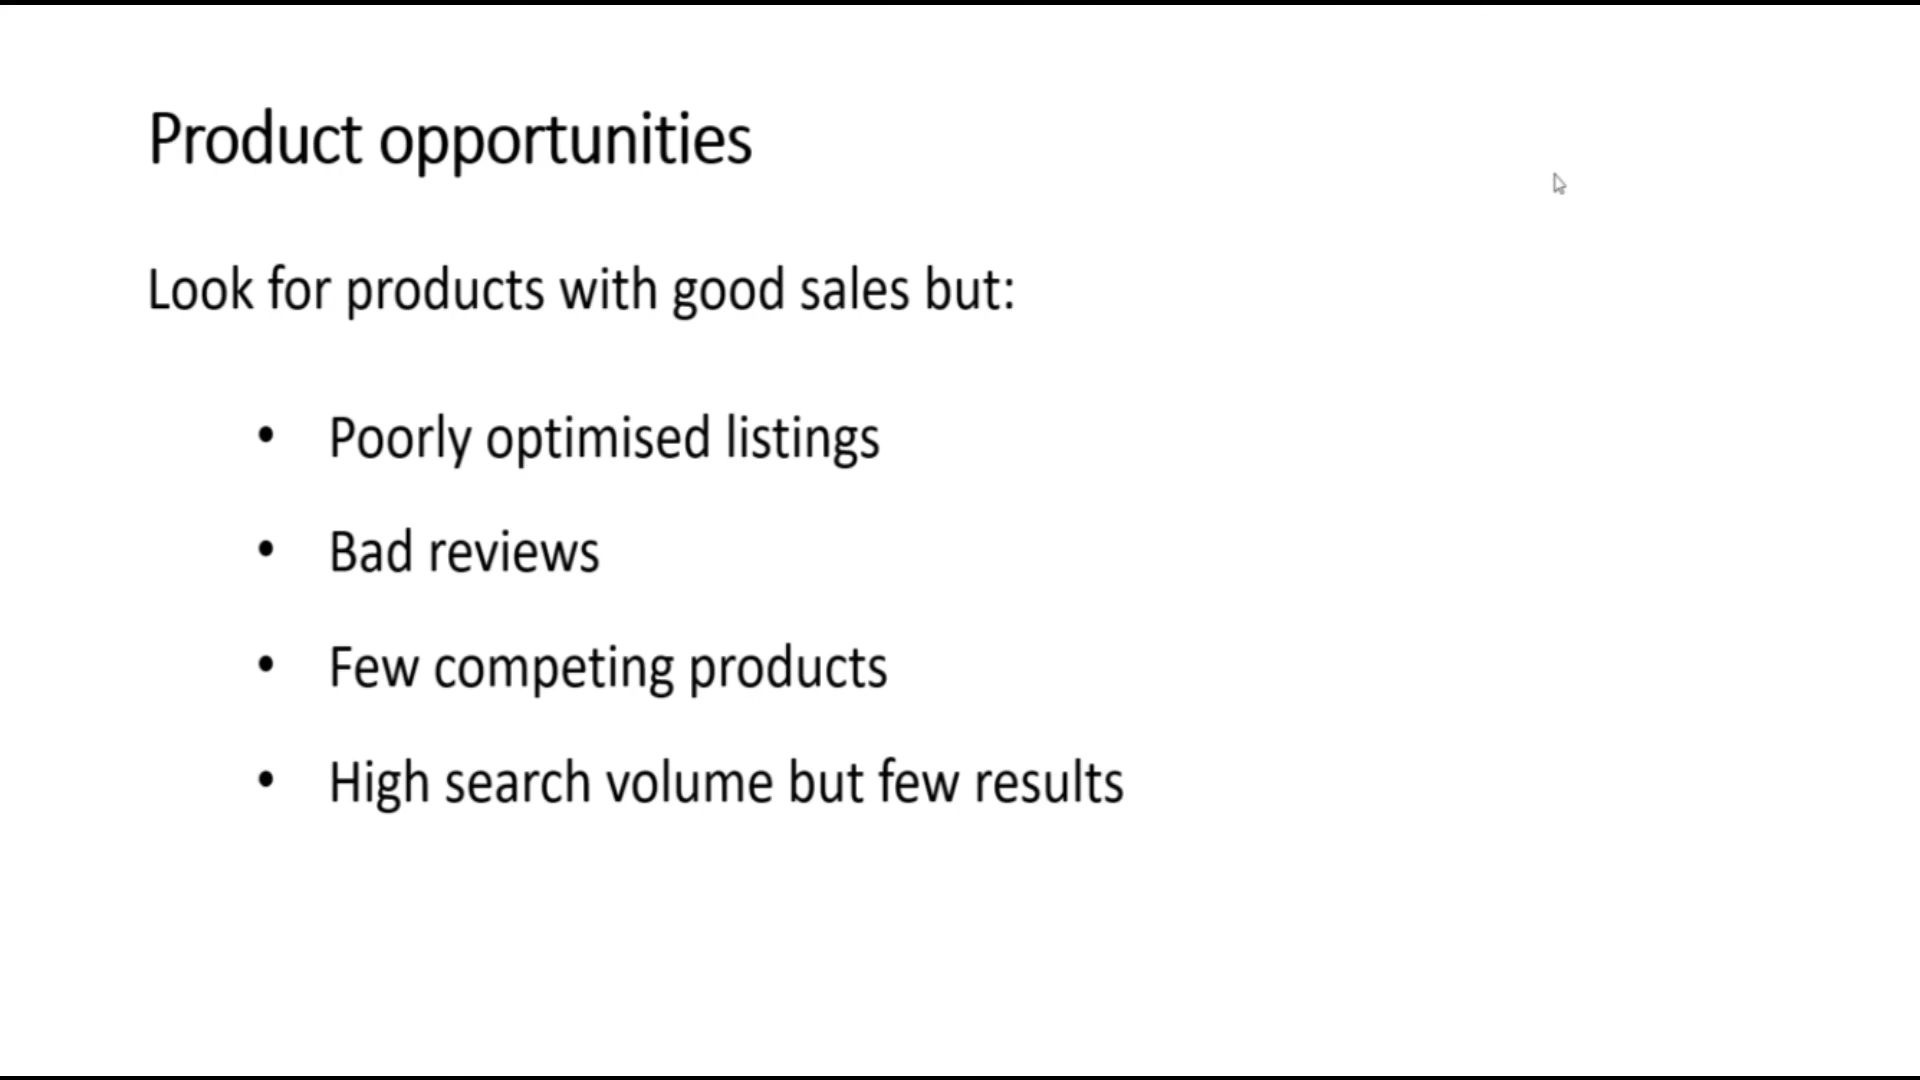 Product opportunities
Look for products with good sales but:
• Poorly optimised listings
• Bad reviews
• Few competing products
• High search volume but few results